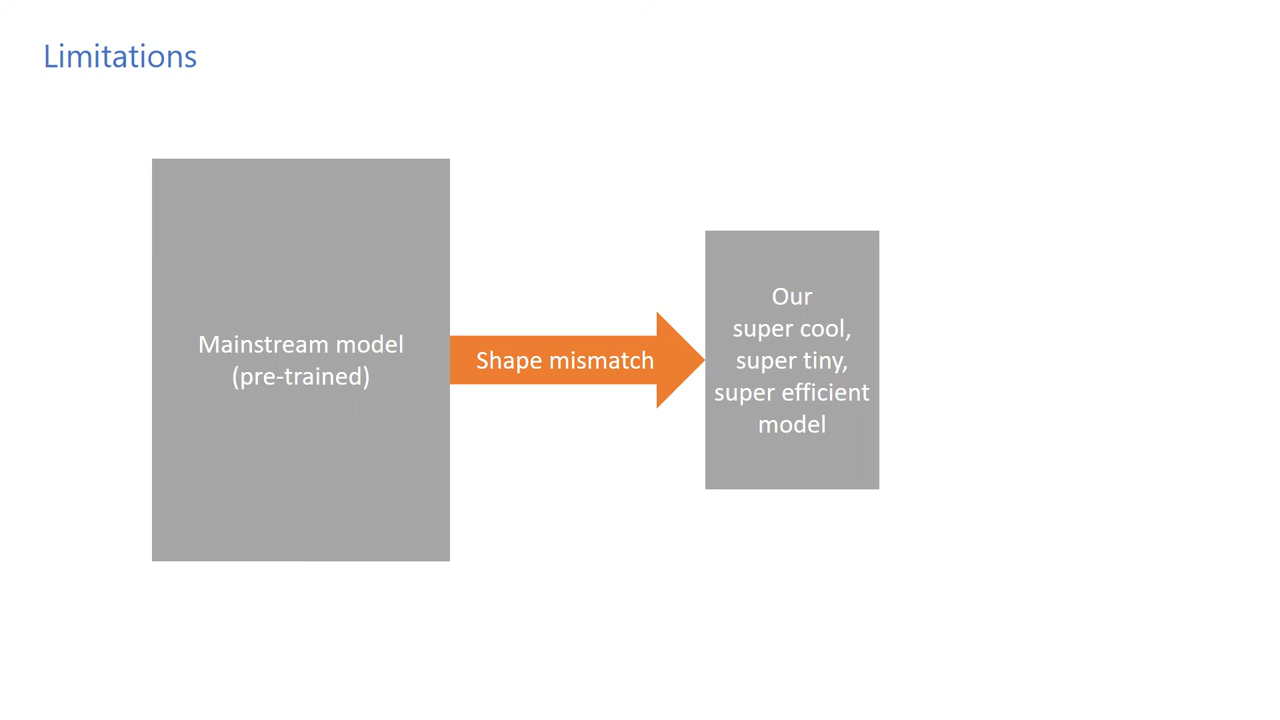 Limitations
Mainstream model
(pre-trained)
Shape mismatch
Our
super cool,
super tiny,
super efficient
model